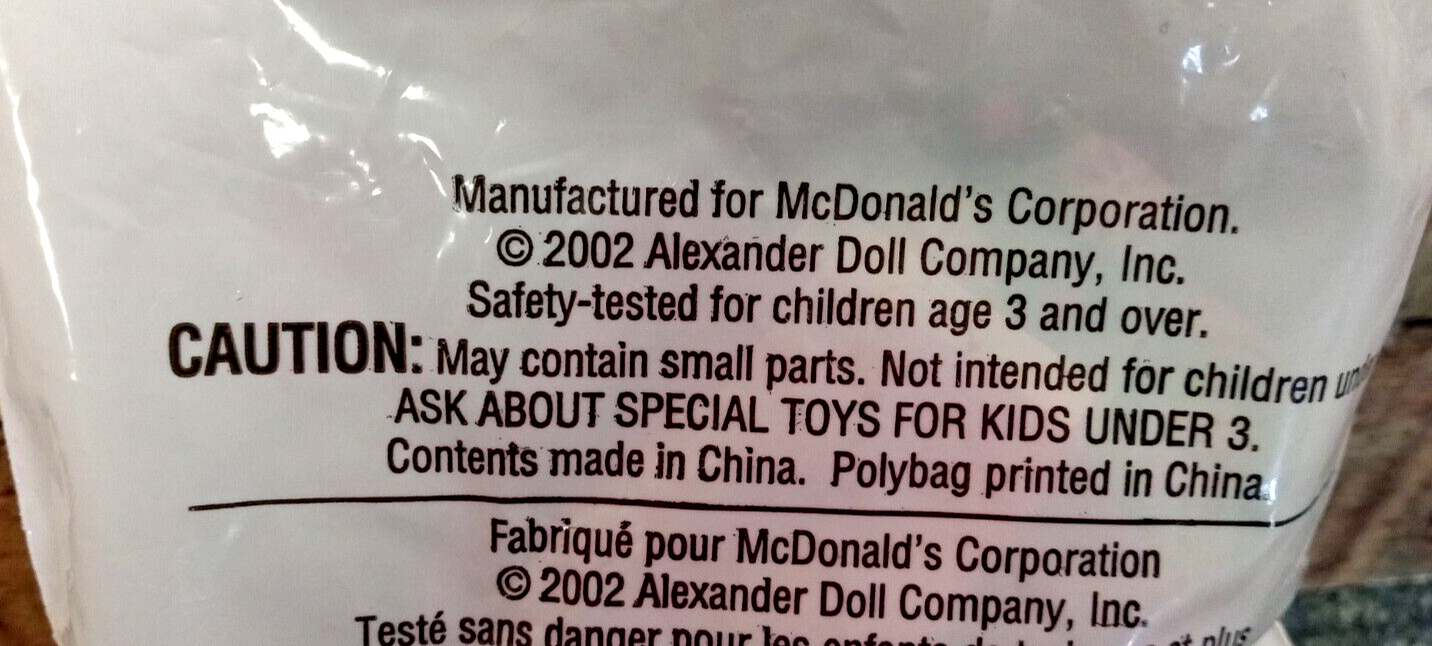 Manufactured for McDonald's Corporation.
© 2002 Alexander Doll Company, Inc.
Safety-tested for children age 3 and over.
CAUTION: May contain small parts. Not intended for children
ASK ABOUT SPECIAL TOYS FOR KIDS UNDER 3.
Contents made in China. Polybag printed in China.
Fabriqué pour McDonald's Corporation
© 2002 Alexander Doll Company, Inc.
Testé sans danger pour les enfants plus